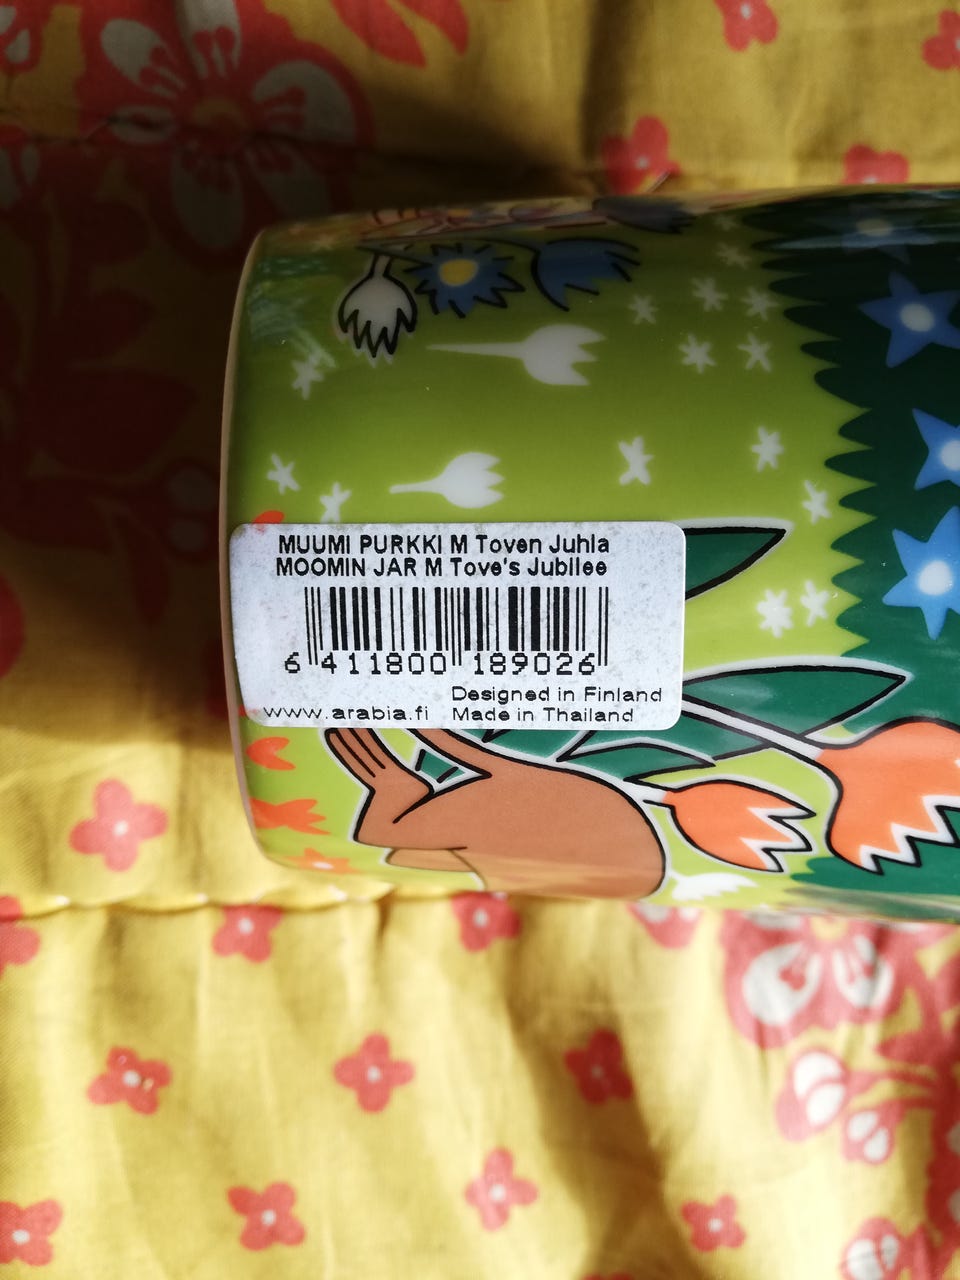 MUUMI PURKKI M Toven Juhla
MOOMIN JAR M Tove's Jubilee
6 411800 189026
Designed in Finland
www.arabia.fi Made in Thailand